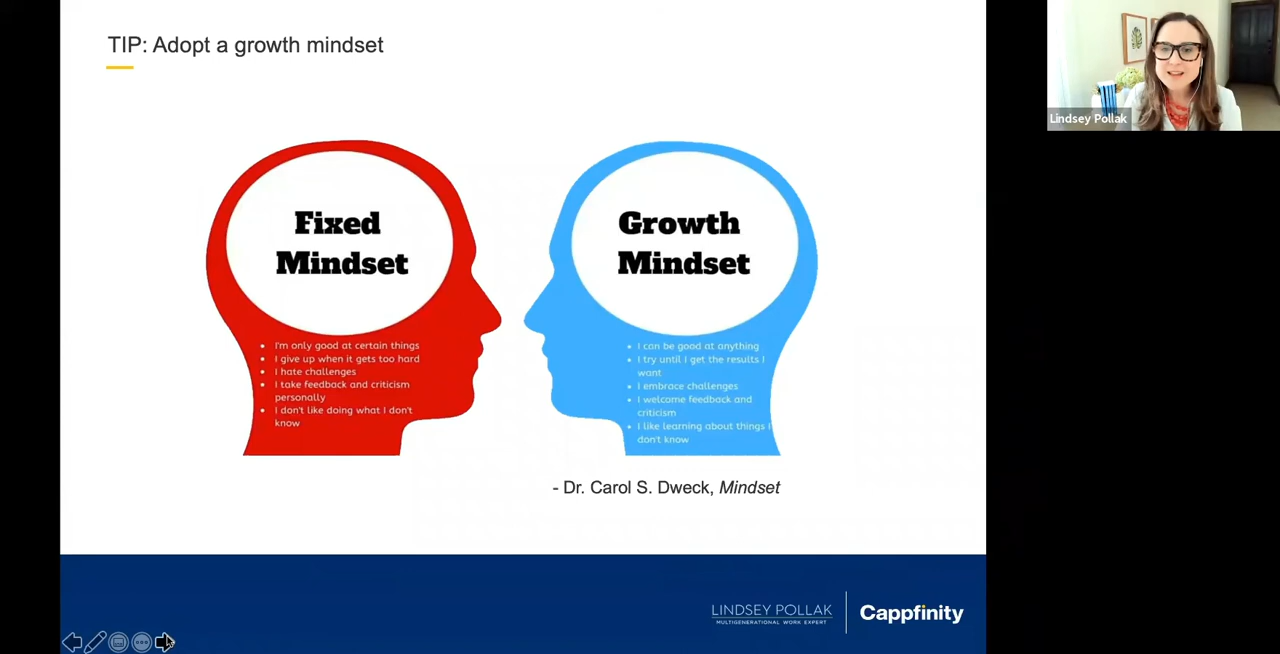 TIP: Adopt a growth mindset
Lindsey Pollak
Fixed
Mindset
• I'm only good at certain things
• I give up when it gets too hard
• I hate challenges
• I take feedback and criticism
personally
• I don't like doing what I don't
know
Growth
Mindset
• I can be good at anything
• I try until I get the results I
want
• I embrace challenges
• I welcome feedback and
criticism
• I like learning about things I
don't know
- Dr. Carol S. Dweck, Mindset
LINDSEY POLLAK
MULTIGENERATIONAL WORK EXPERT
Cappfinity